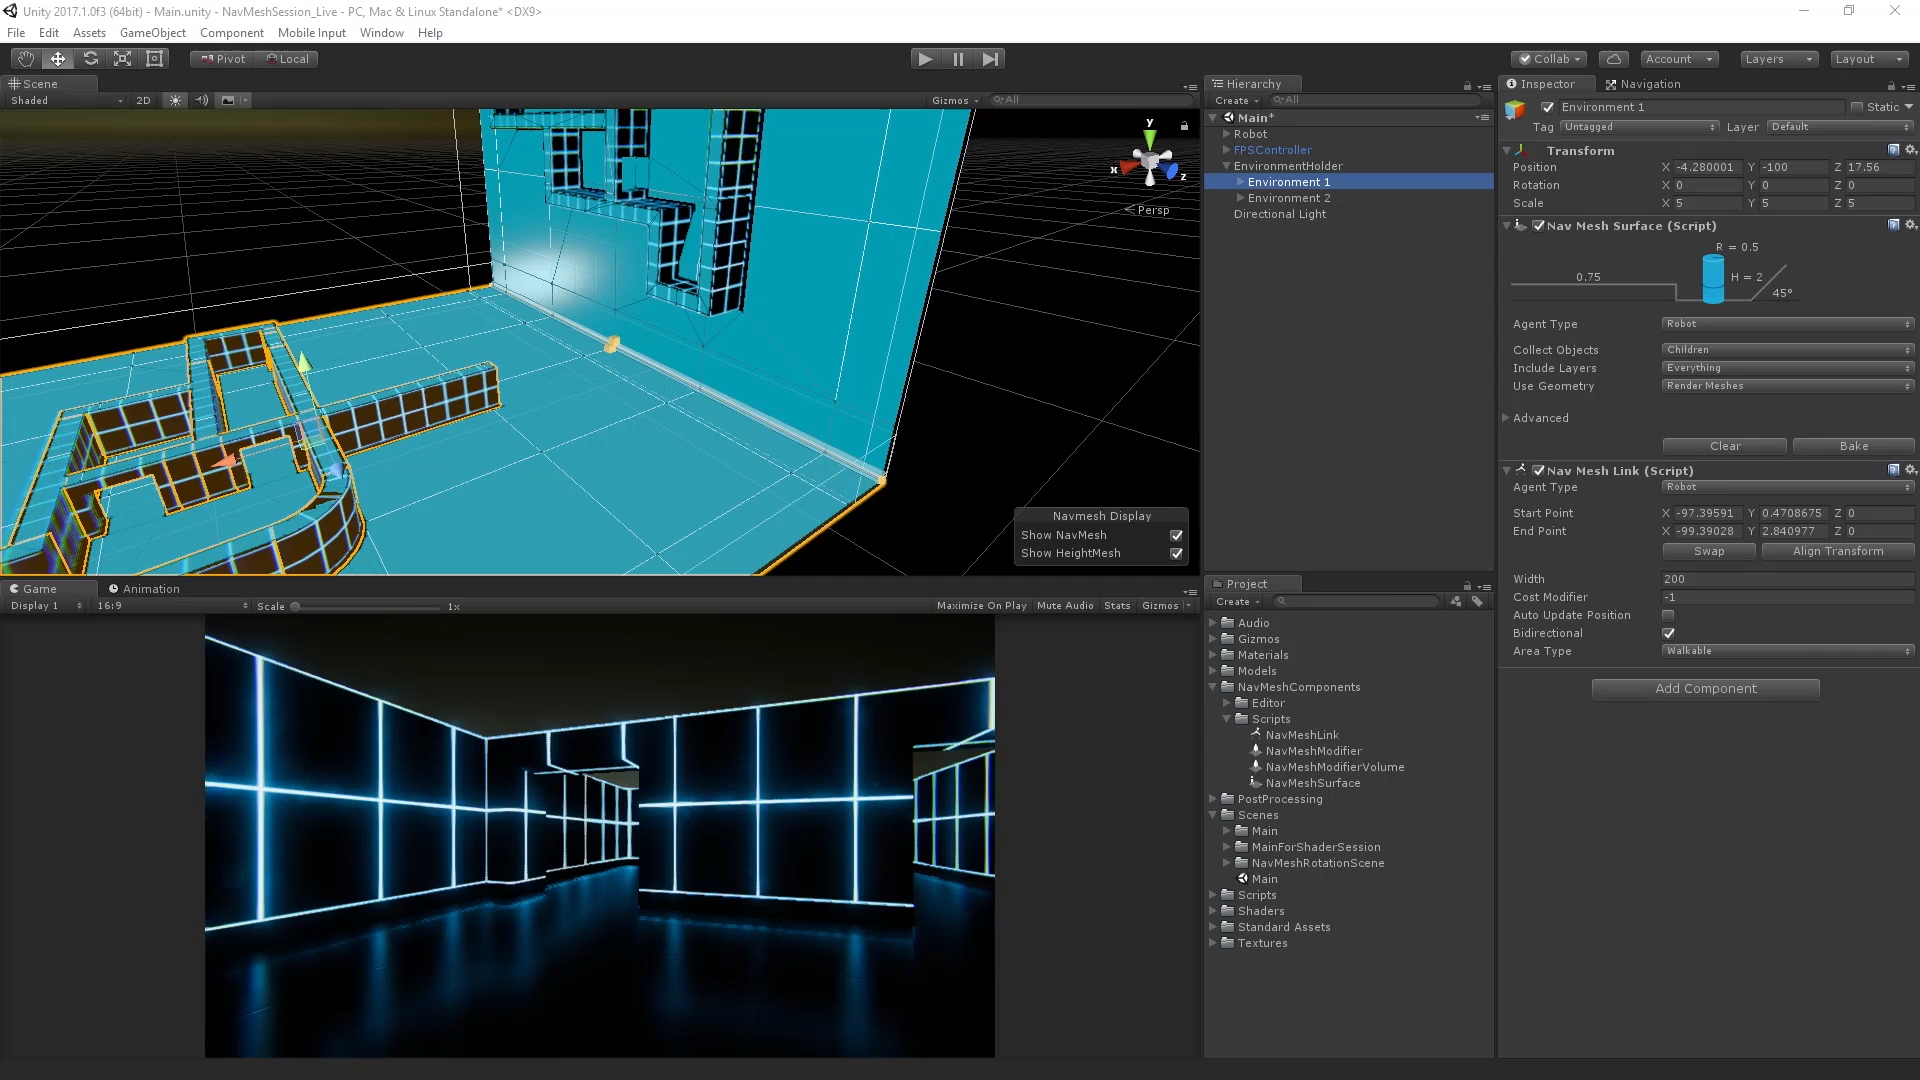 Unity 2017.1.0f3 (64bit) - Main.unity - NavMeshSession_Live - PC, Mac & Linux Standalone* <DX9>
File Edit Assets GameObject Component Mobile Input Window Help
Pivot Local Collab Account Layers Layout
Scene
Shaded 2D Gizmos All
y
x
z
Persp
Navmesh Display
Show NavMesh
Show HeightMesh
Game Animation
Display 1 16:9 Scale 1x Maximize On Play Mute Audio Stats Gizmos
Hierarchy
Create All
Main*
Robot
FPSController
EnvironmentHolder
Environment 1
Environment 2
Directional Light
Project
Create
Audio
Gizmos
Materials
Models
NavMeshComponents
Editor
Scripts
NavMeshLink
NavMeshModifier
NavMeshModifierVolume
NavMeshSurface
PostProcessing
Scenes
Main
MainForShaderSession
NavMeshRotationScene
Main
Scripts
Shaders
Standard Assets
Textures
Inspector Navigation
Environment 1 Static
Tag Untagged Layer Default
Transform
Position X -4.280001 Y -100 Z 17.56
Rotation X 0 Y 0 Z 0
Scale X 5 Y 5 Z 5
Nav Mesh Surface (Script)
R = 0.5
0.75 H = 2
45°
Agent Type Robot
Collect Objects Children
Include Layers Everything
Use Geometry Render Meshes
Advanced
Clear Bake
Nav Mesh Link (Script)
Agent Type Robot
Start Point X -97.39591 Y 0.4708675 Z 0
End Point X -99.39028 Y 2.840977 Z 0
Swap Align Transform
Width 200
Cost Modifier -1
Auto Update Position
Bidirectional
Area Type Walkable
Add Component